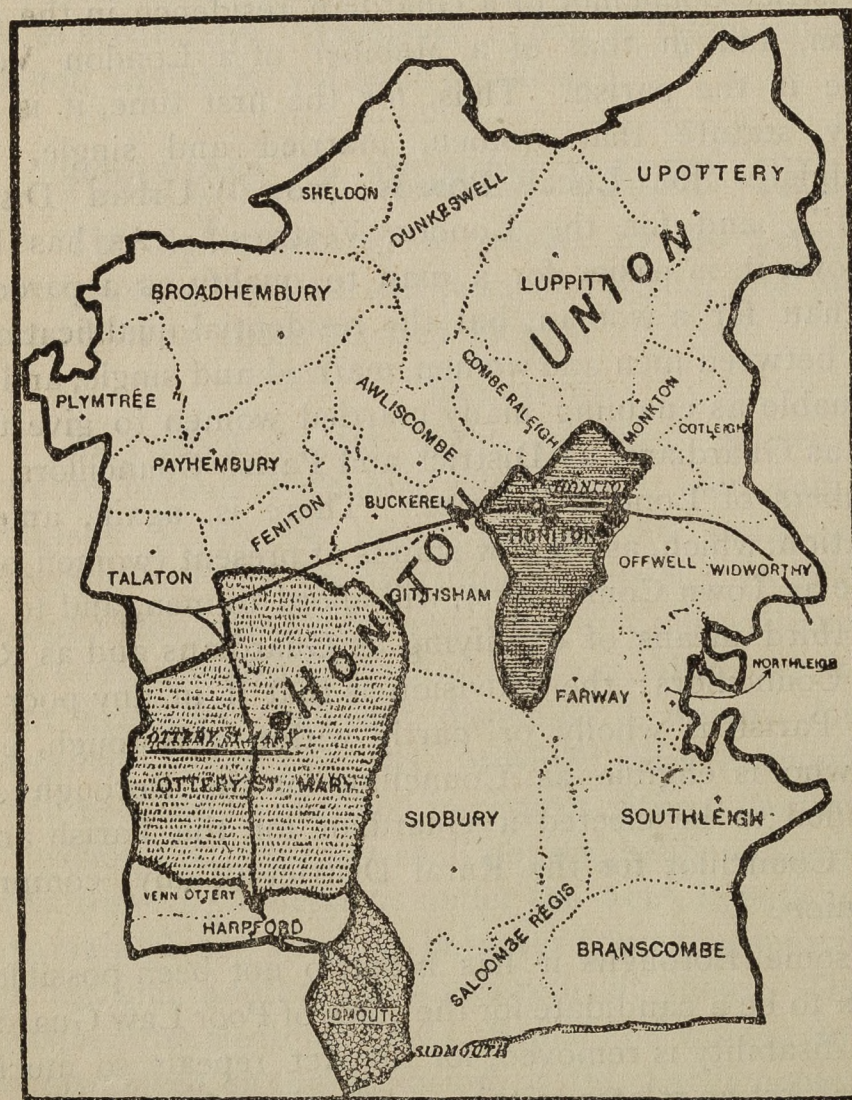 UPOTTERY
SHELDON
DUNKESWELL
LUPPITT
UNION
BROADHEMBURY
COMBE RALEIGH
AWLISCOMBE
MONKTON
PLYMTREE
COTLEIGH
PAYHEMBURY
BUCKERELL
HONITON
FENITON
HONITON
OFFWELL
WIDWORTHY
TALATON
GITTISHAM
HONITON
NORTHLEIGH
FARWAY
OTTERY ST. MARY
OTTERY ST. MARY
SIDBURY
SOUTHLEIGH
VENN OTTERY
HARPFORD
SALCOMBE REGIS
BRANSCOMBE
SIDMOUTH
SIDMOUTH